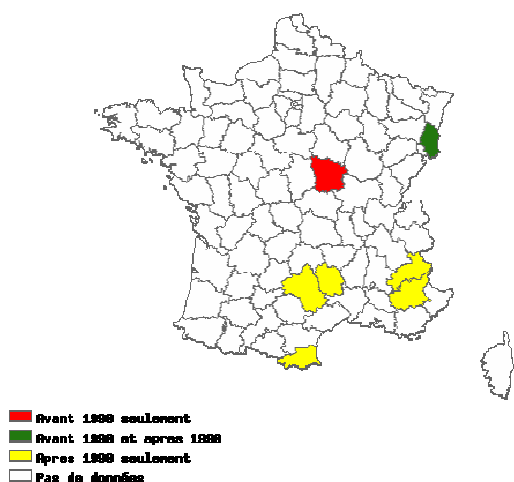 Avant 1990 seulement
Avant 1990 et apres 1990
Apres 1990 seulement
Pas de données